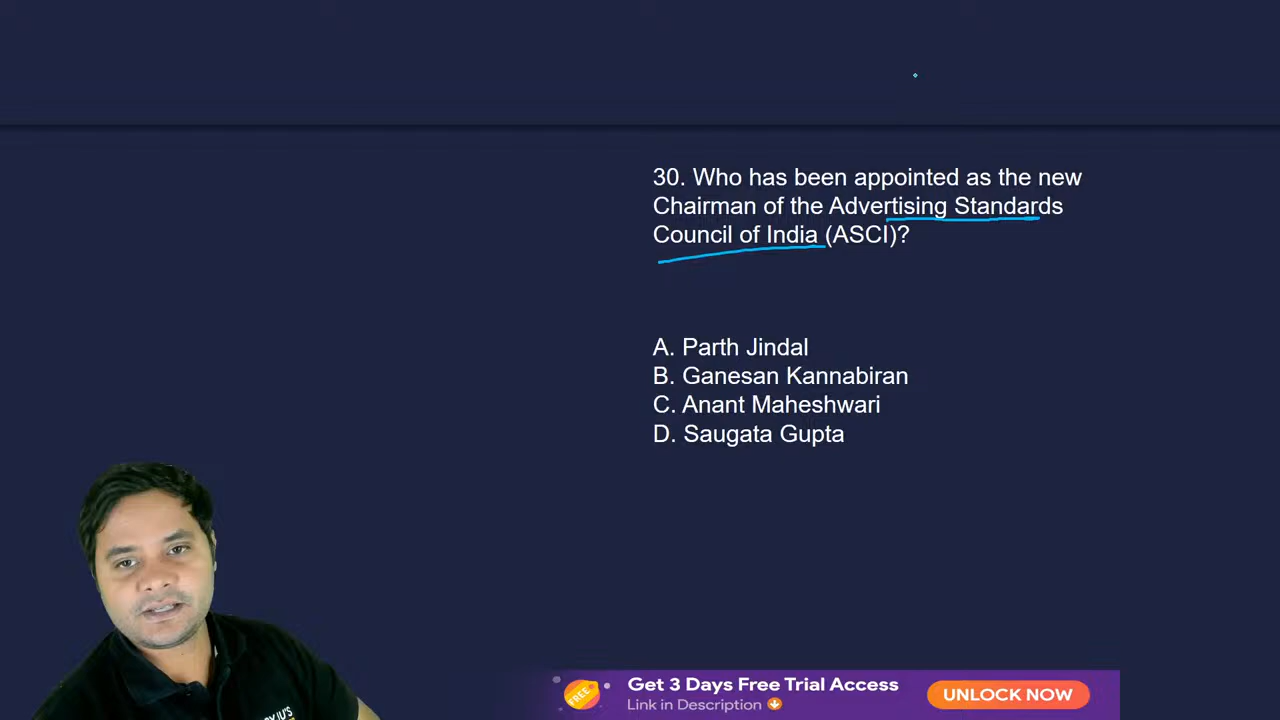 30. Who has been appointed as the new
Chairman of the Advertising Standards
Council of India (ASCI)?
A. Parth Jindal
B. Ganesan Kannabiran
C. Anant Maheshwari
D. Saugata Gupta
FREE
Get 3 Days Free Trial Access
Link in Description
UNLOCK NOW